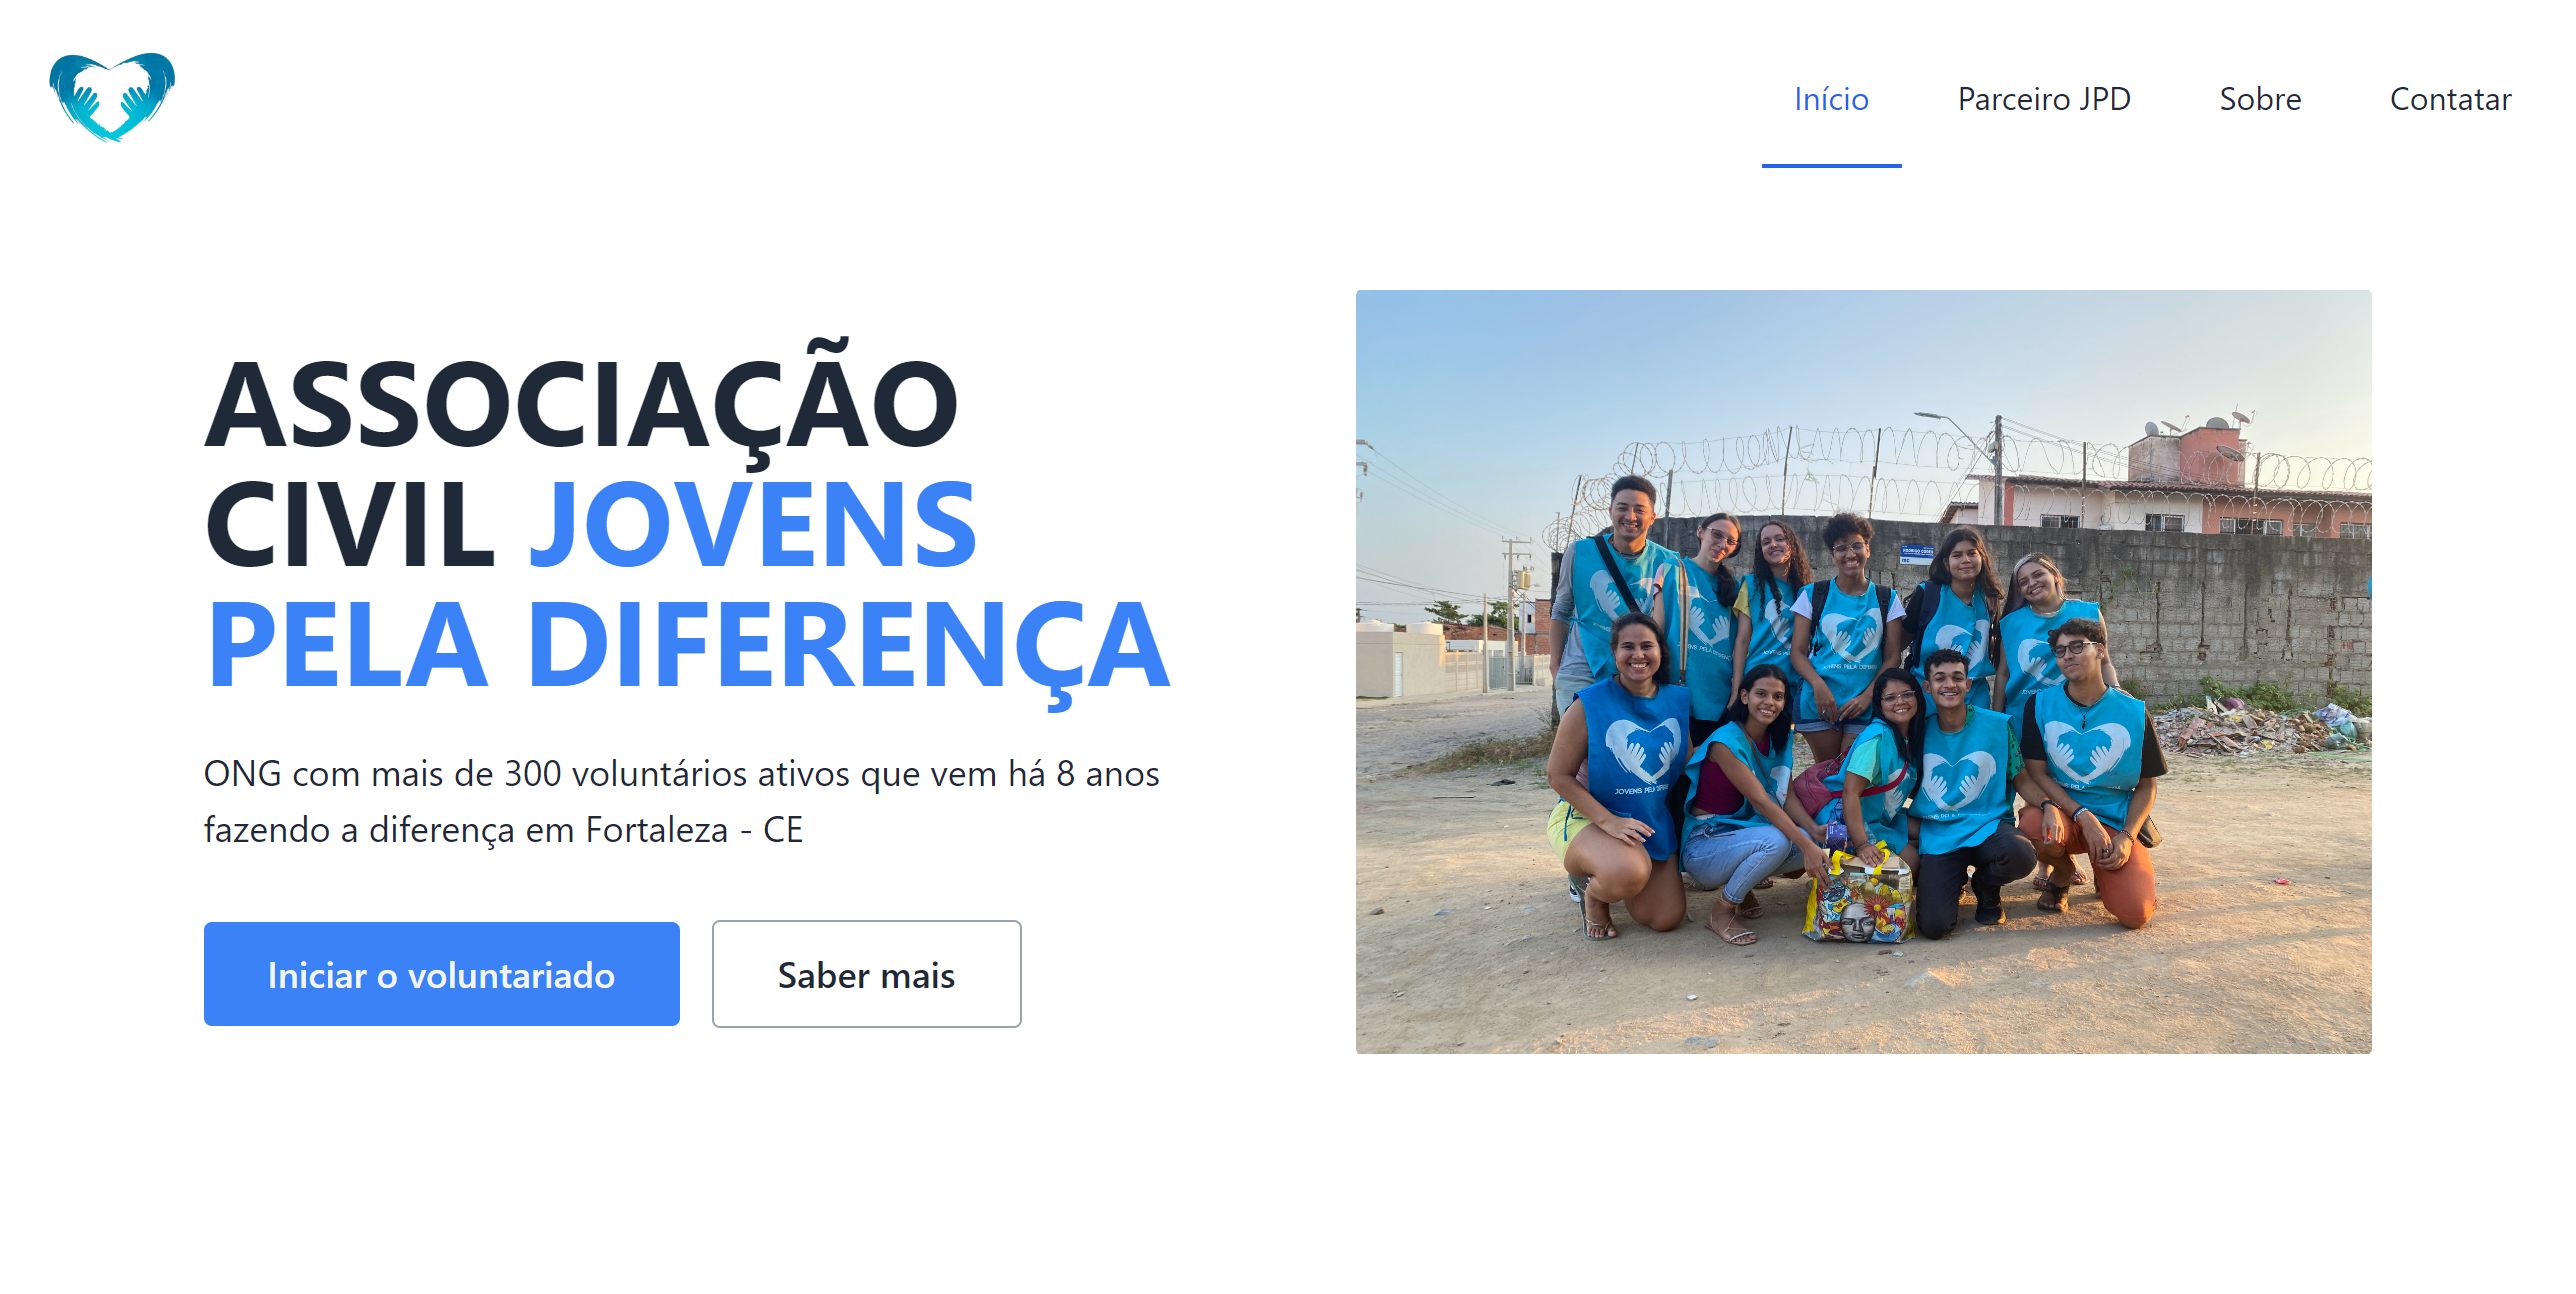 Início Parceiro JPD Sobre Contatar
ASSOCIAÇÃO
CIVIL JOVENS
PELA DIFERENÇA
ONG com mais de 300 voluntários ativos que vem há 8 anos
fazendo a diferença em Fortaleza - CE
Iniciar o voluntariado Saber mais
JOVENS PELA